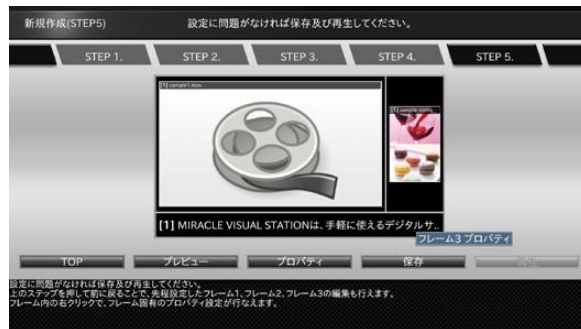 新規作成(STEP5)
設定に問題がなければ保存及び再生してください。
STEP 1.
STEP 2.
STEP 3.
STEP 4.
STEP 5.
[1] sample1.mov
[1] MIRACLE VISUAL STATIONは、手軽に使えるデジタルサ..
フレーム3 プロパティ
TOP
プレビュー
プロパティ
保存
設定に問題がなければ保存及び再生してください。
上のステップを押して前に戻ることで、先程設定したフレーム1、フレーム2、フレーム3の編集も行えます。
フレーム内の右クリックで、フレーム固有のプロパティ設定が行なえます。